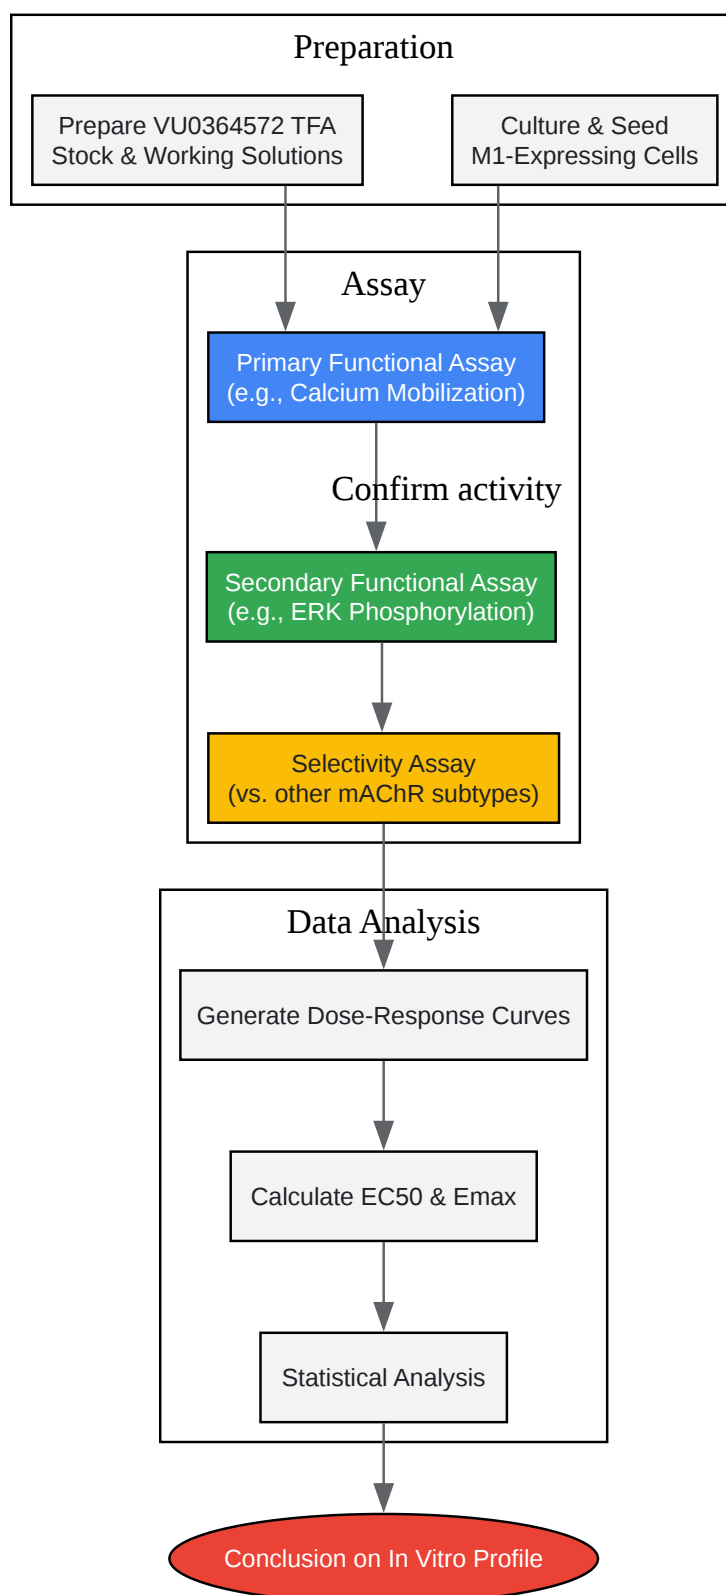 Preparation
Prepare VU0364572 TFA
Stock & Working Solutions
Culture & Seed
M1-Expressing Cells
Assay
Primary Functional Assay
(e.g., Calcium Mobilization)
Confirm activity
Secondary Functional Assay
(e.g., ERK Phosphorylation)
Selectivity Assay
(vs. other mAChR subtypes)
Data Analysis
Generate Dose-Response Curves
Calculate EC50 & Emax
Statistical Analysis
Conclusion on In Vitro Profile